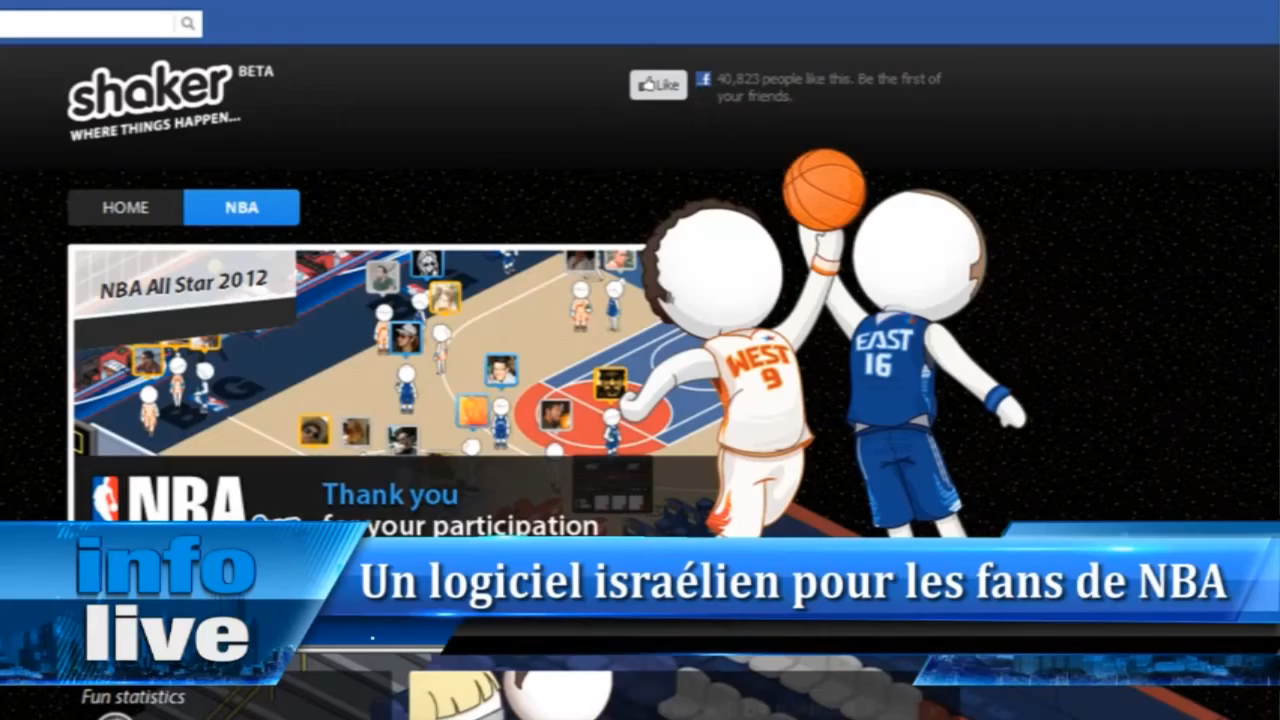 shaker BETA
WHERE THINGS HAPPEN...
Like
40,823 people like this. Be the first of
your friends.
HOME
NBA
NBA All Star 2012
WEST
9
EAST
16
NBA
Thank you
for your participation
info
live
Un logiciel israélien pour les fans de NBA
Fun statistics